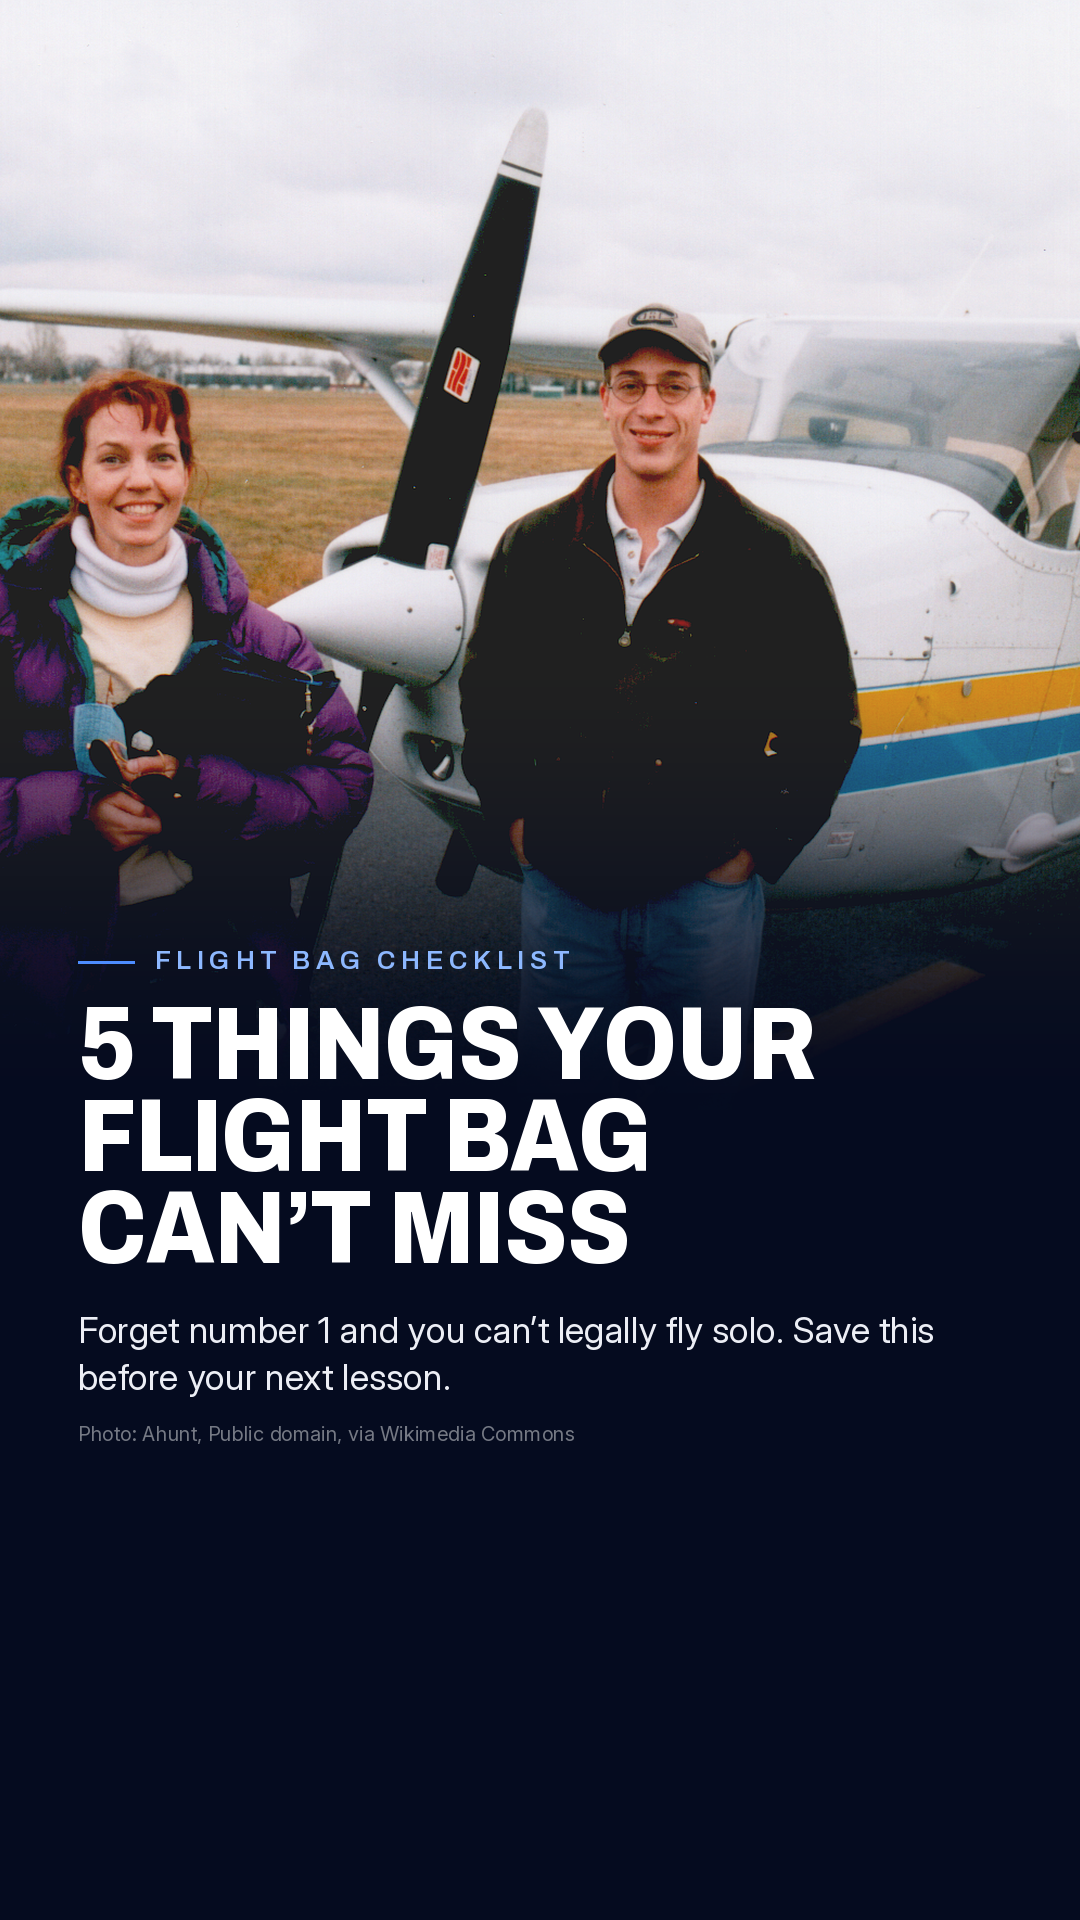 FLIGHT BAG CHECKLIST
5 THINGS YOUR
FLIGHT BAG
CAN’T MISS
Forget number 1 and you can’t legally fly solo. Save this
before your next lesson.
Photo: Ahunt, Public domain, via Wikimedia Commons